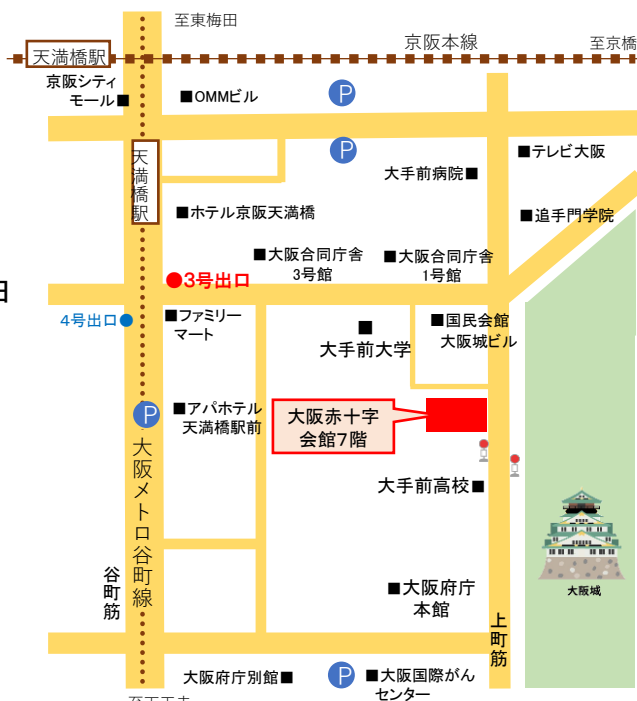 至東梅田
天満橋駅
京阪本線
至京橋
京阪シティ
モール■
■OMMビル
P
P
天満橋駅
大手前病院■
■テレビ大阪
■ホテル京阪天満橋
■追手門学院
■大阪合同庁舎
3号館
■大阪合同庁舎
1号館
●3号出口
4号出口●
■ファミリー
マート
■
大手前大学
■国民会館
大阪城ビル
P
■アパホテル
天満橋駅前
大阪赤十字
会館7階
大阪メトロ谷町線
大手前高校■
大阪城
谷町筋
■大阪府庁
本館
上町筋
大阪府庁別館■
P
■大阪国際がん
センター